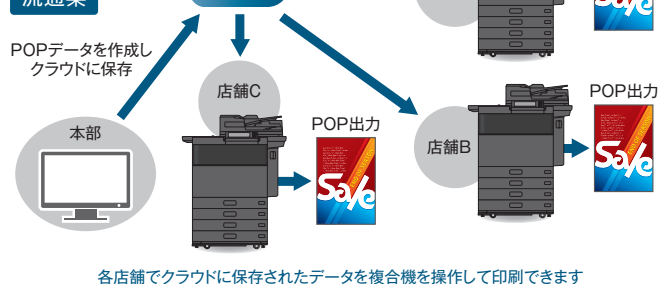 流通業
POPデータを作成し
クラウドに保存
本部
店舗C
POP出力
Sale
店舗B
POP出力
Sale
各店舗でクラウドに保存されたデータを複合機を操作して印刷できます